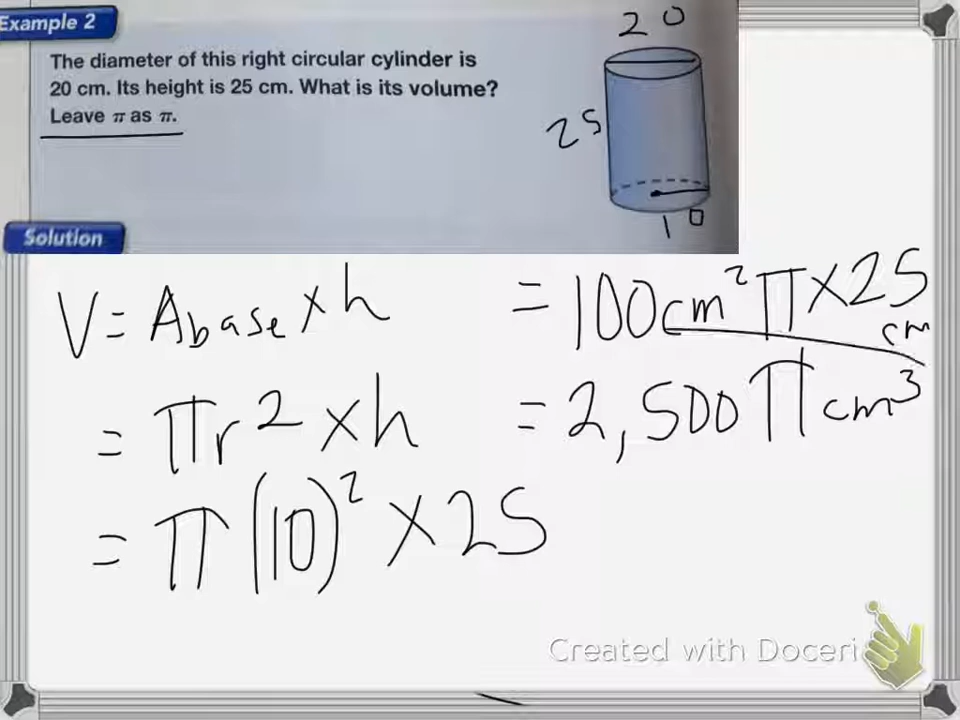 Example 2
The diameter of this right circular cylinder is
20 cm. Its height is 25 cm. What is its volume?
Leave π as π.
20
25
10
Solution
V = Abase × h
= πr² × h
= π(10)² × 25
= 100cm² π × 25 cm
= 2,500 π cm³
Created with Doceri